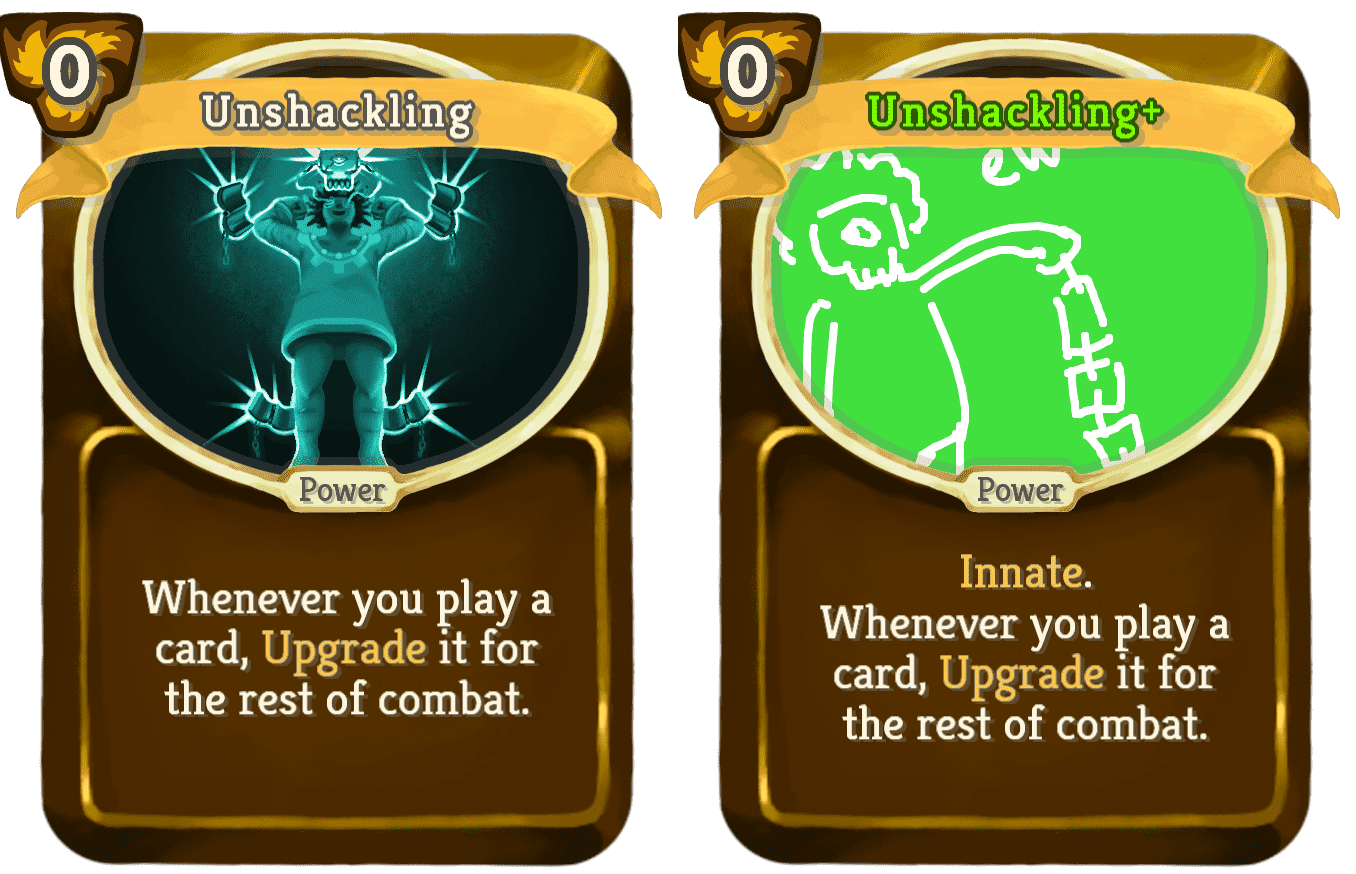 0
Unshackling
Power
Whenever you play a
card, Upgrade it for
the rest of combat.
0
Unshackling+
ew
Power
Innate.
Whenever you play a
card, Upgrade it for
the rest of combat.